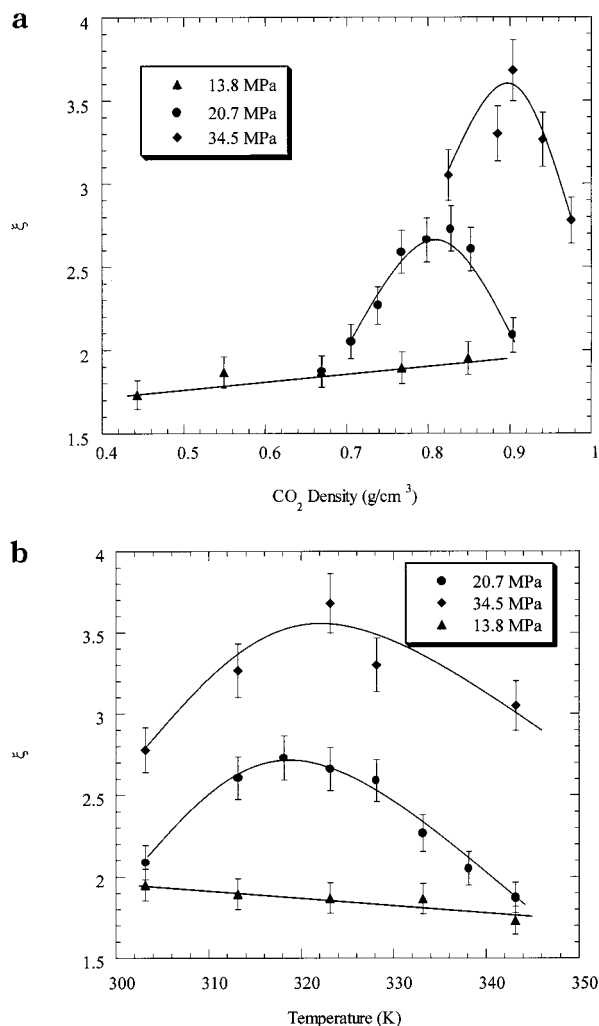 a
4
3.5
3
2.5
2
1.5
ξ
13.8 MPa
20.7 MPa
34.5 MPa
0.4 0.5 0.6 0.7 0.8 0.9 1
CO2 Density (g/cm3)
b
4
3.5
3
2.5
2
1.5
ξ
20.7 MPa
34.5 MPa
13.8 MPa
300 310 320 330 340 350
Temperature (K)